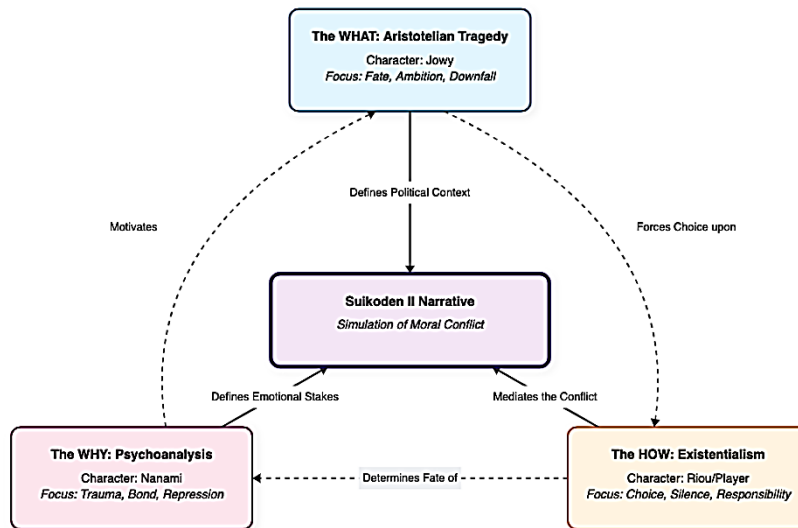 The WHAT: Aristotelian Tragedy
Character: Jowy
Focus: Fate, Ambition, Downfall
Defines Political Context
Motivates
Forces Choice upon
Suikoden II Narrative
Simulation of Moral Conflict
Defines Emotional Stakes
Mediates the Conflict
The WHY: Psychoanalysis
Character: Nanami
Focus: Trauma, Bond, Repression
Determines Fate of
The HOW: Existentialism
Character: Riou/Player
Focus: Choice, Silence, Responsibility